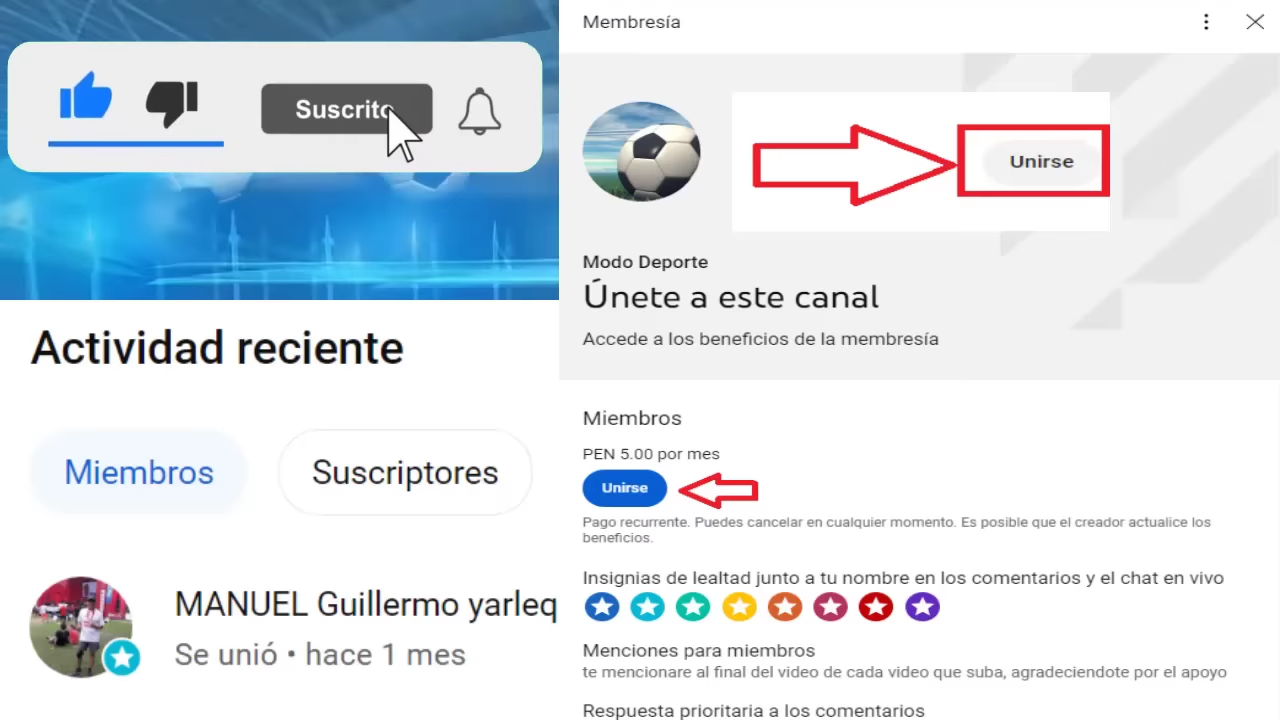 Suscrito
Actividad reciente
Miembros
Suscriptores
MANUEL Guillermo yarleq
Se unió • hace 1 mes
Membresía
Unirse
Modo Deporte
Únete a este canal
Accede a los beneficios de la membresía
Miembros
PEN 5.00 por mes
Unirse
Pago recurrente. Puedes cancelar en cualquier momento. Es posible que el creador actualice los
beneficios.
Insignias de lealtad junto a tu nombre en los comentarios y el chat en vivo
Menciones para miembros
te mencionare al final del video de cada video que suba, agradeciendote por el apoyo
Respuesta prioritaria a los comentarios